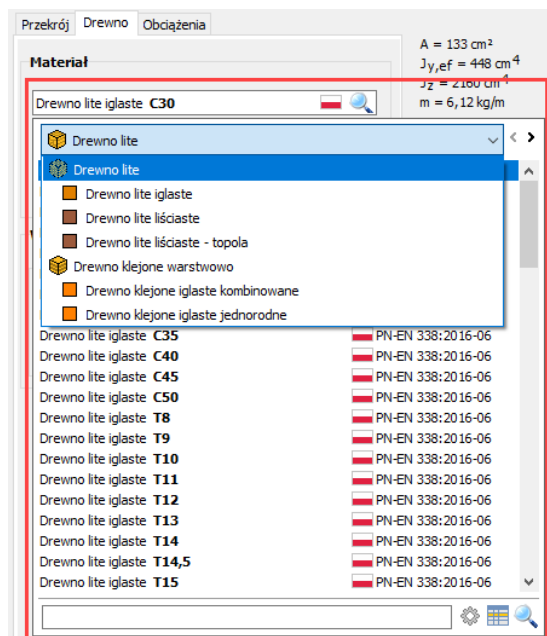 Przekrój Drewno Obciążenia
A = 133 cm²
Materiał
Jy,ef = 448 cm4
Jz = 2160 cm4
Drewno lite iglaste C30
m = 6,12 kg/m
Drewno lite
Drewno lite
Drewno lite iglaste
Drewno lite liściaste
Drewno lite liściaste - topola
Drewno klejone warstwowo
Drewno klejone iglaste kombinowane
Drewno klejone iglaste jednorodne
Drewno lite iglaste C35 PN-EN 338:2016-06
Drewno lite iglaste C40 PN-EN 338:2016-06
Drewno lite iglaste C45 PN-EN 338:2016-06
Drewno lite iglaste C50 PN-EN 338:2016-06
Drewno lite iglaste T8 PN-EN 338:2016-06
Drewno lite iglaste T9 PN-EN 338:2016-06
Drewno lite iglaste T10 PN-EN 338:2016-06
Drewno lite iglaste T11 PN-EN 338:2016-06
Drewno lite iglaste T12 PN-EN 338:2016-06
Drewno lite iglaste T13 PN-EN 338:2016-06
Drewno lite iglaste T14 PN-EN 338:2016-06
Drewno lite iglaste T14,5 PN-EN 338:2016-06
Drewno lite iglaste T15 PN-EN 338:2016-06